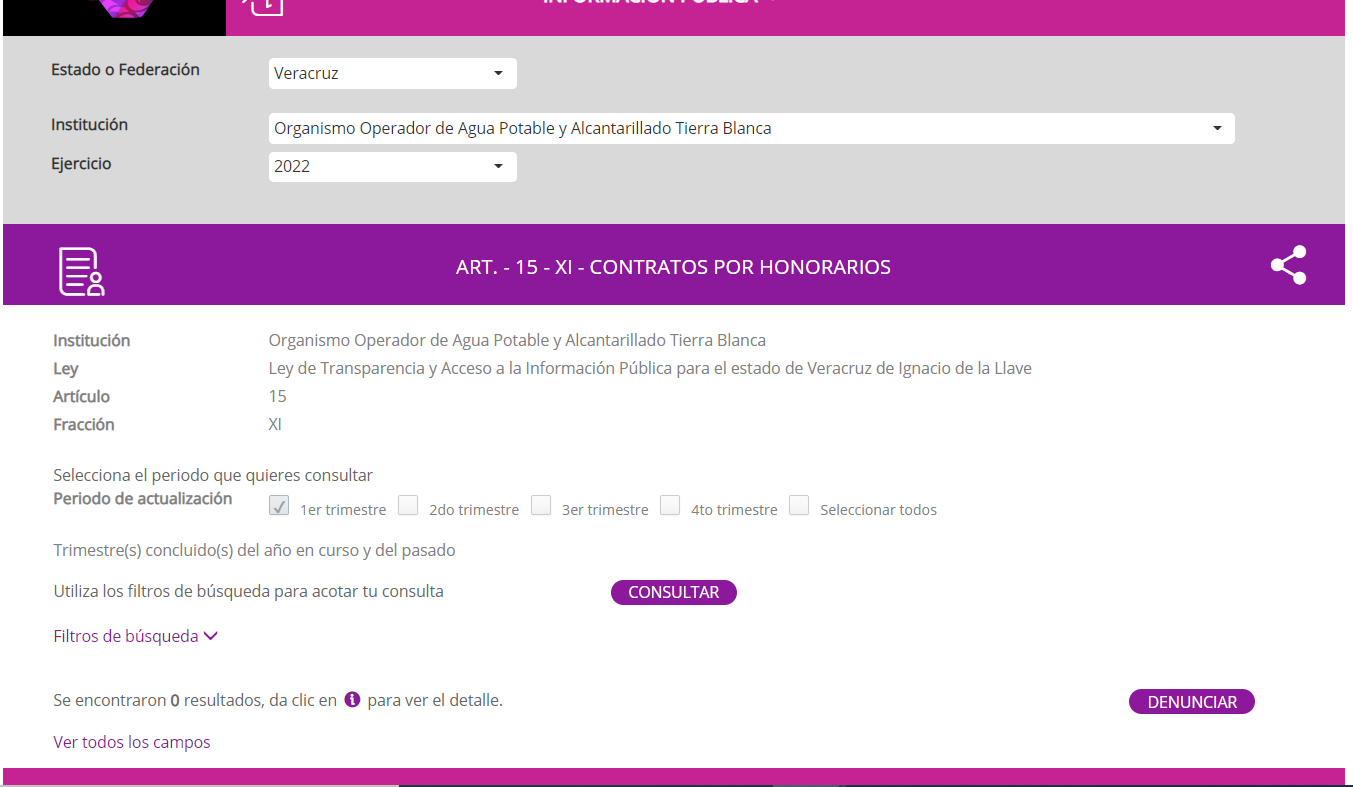 INFORMACIÓN PÚBLICA
Estado o Federación
Veracruz
Institución
Organismo Operador de Agua Potable y Alcantarillado Tierra Blanca
Ejercicio
2022
ART. - 15 - XI - CONTRATOS POR HONORARIOS
Institución Organismo Operador de Agua Potable y Alcantarillado Tierra Blanca
Ley Ley de Transparencia y Acceso a la Información Pública para el estado de Veracruz de Ignacio de la Llave
Artículo 15
Fracción XI
Selecciona el periodo que quieres consultar
Periodo de actualización
1er trimestre 2do trimestre 3er trimestre 4to trimestre Seleccionar todos
Trimestre(s) concluido(s) del año en curso y del pasado
Utiliza los filtros de búsqueda para acotar tu consulta
CONSULTAR
Filtros de búsqueda
Se encontraron 0 resultados, da clic en i para ver el detalle.
DENUNCIAR
Ver todos los campos